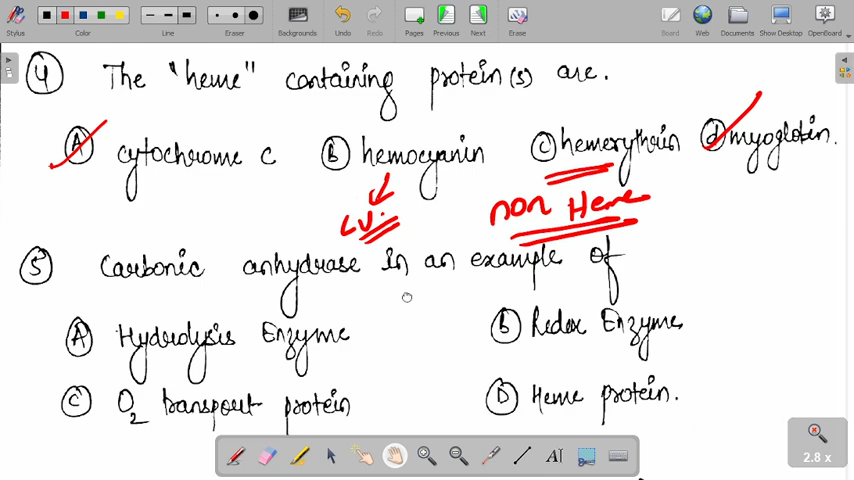 Stylus
Color
Line
Eraser
Backgrounds
Undo
Redo
Pages
Previous
Next
Erase
Board
Web
Documents
Show Desktop
OpenBoard
4 The "heme" containing protein(s) are.
A cytochrome c B hemocyanin C hemerythrin d myoglobin.
non Heme
5 Carbonic anhydrase is an example of
A Hydrolysis Enzyme B Redox Enzyme
C O2 transport protein D Heme protein.
2.8 x